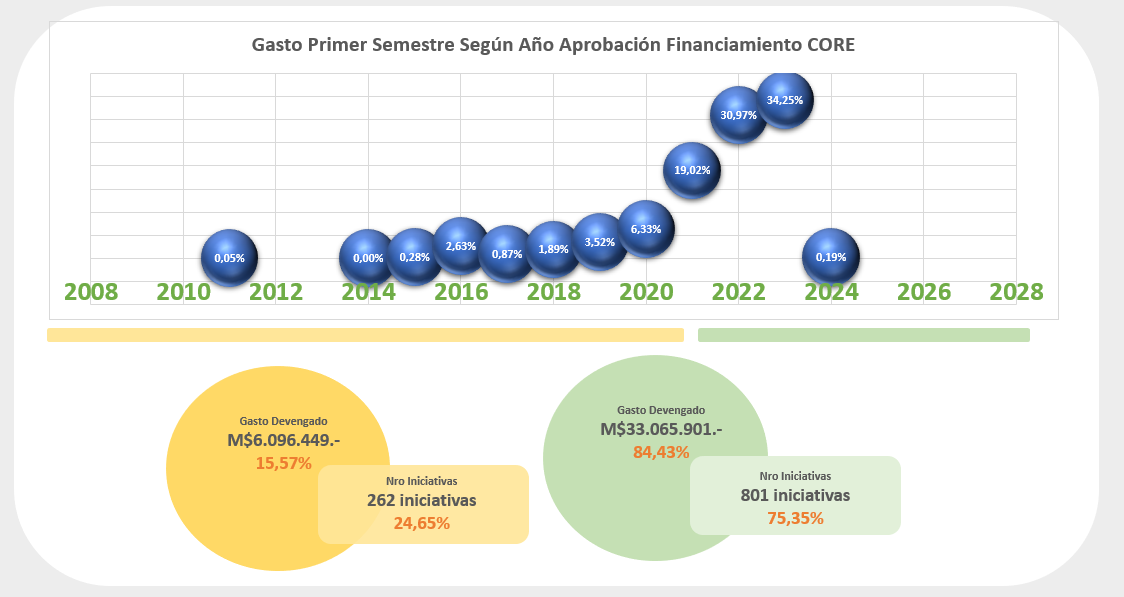 Gasto Primer Semestre Según Año Aprobación Financiamiento CORE
0,05%
0,00%
0,28%
2,63%
0,87%
1,89%
3,52%
6,33%
19,02%
30,97%
34,25%
0,19%
2008 2010 2012 2014 2016 2018 2020 2022 2024 2026 2028
Gasto Devengado
M$6.096.449.-
15,57%
Nro Iniciativas
262 iniciativas
24,65%
Gasto Devengado
M$33.065.901.-
84,43%
Nro Iniciativas
801 iniciativas
75,35%